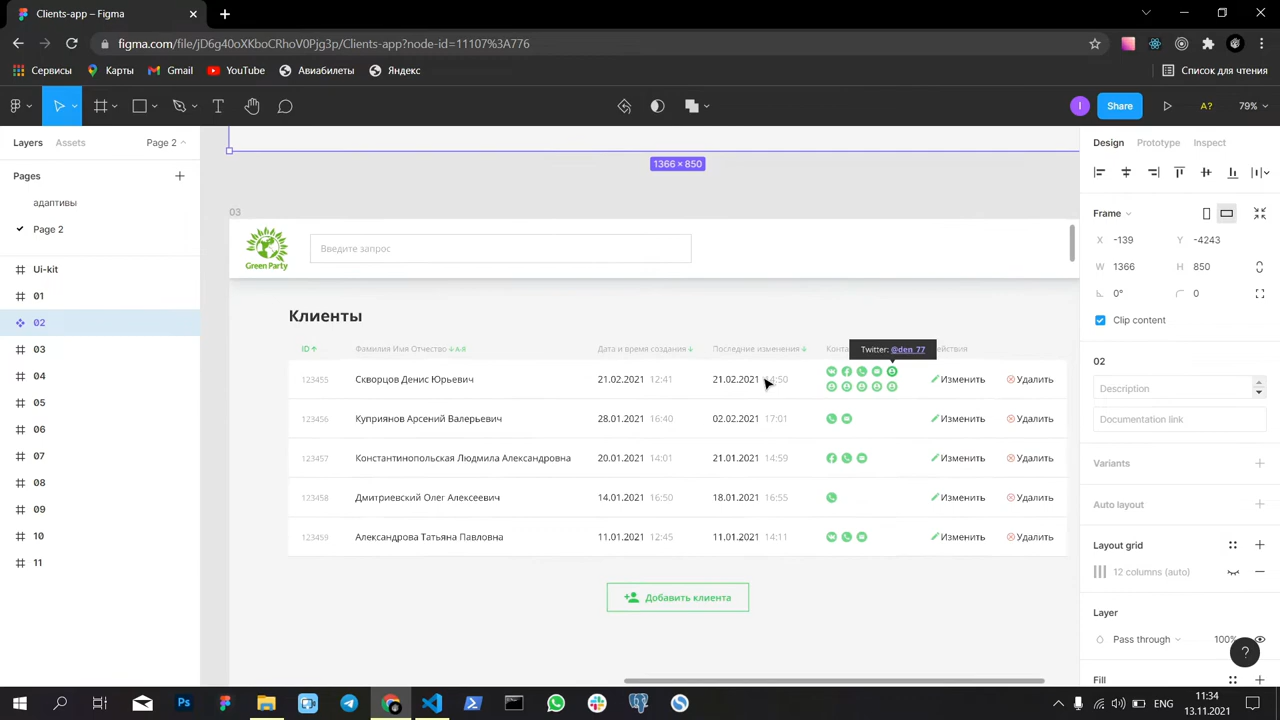 Clients-app – Figma
figma.com/file/jD6g40oXKboCRhoV0Pjg3p/Clients-app?node-id=11107%3A776
Сервисы Карты Gmail YouTube Авиабилеты Яндекс Список для чтения
I Share A? 79%
Layers Assets Page 2
Design Prototype Inspect
Pages
адаптивы
Page 2
Ui-kit
01
02
03
04
05
06
07
08
09
10
11
1366 × 850
03
Green Party
Введите запрос
Клиенты
ID Фамилия Имя Отчество А-Я Дата и время создания Последние изменения Конта ействия
Twitter: @den_77
123455 Скворцов Денис Юрьевич 21.02.2021 12:41 21.02.2021 14:50 Изменить Удалить
123456 Куприянов Арсений Валерьевич 28.01.2021 16:40 02.02.2021 17:01 Изменить Удалить
123457 Константинопольская Людмила Александровна 20.01.2021 14:01 21.01.2021 14:59 Изменить Удалить
123458 Дмитриевский Олег Алексеевич 14.01.2021 16:50 18.01.2021 16:55 Изменить Удалить
123459 Александрова Татьяна Павловна 11.01.2021 12:45 11.01.2021 14:11 Изменить Удалить
Добавить клиента
Frame
X -139 Y -4243
W 1366 H 850
0° 0
Clip content
02
Description
Documentation link
Variants
Auto layout
Layout grid
12 columns (auto)
Layer
Pass through 100%
Fill
?
Ps
ENG
11:34
13.11.2021